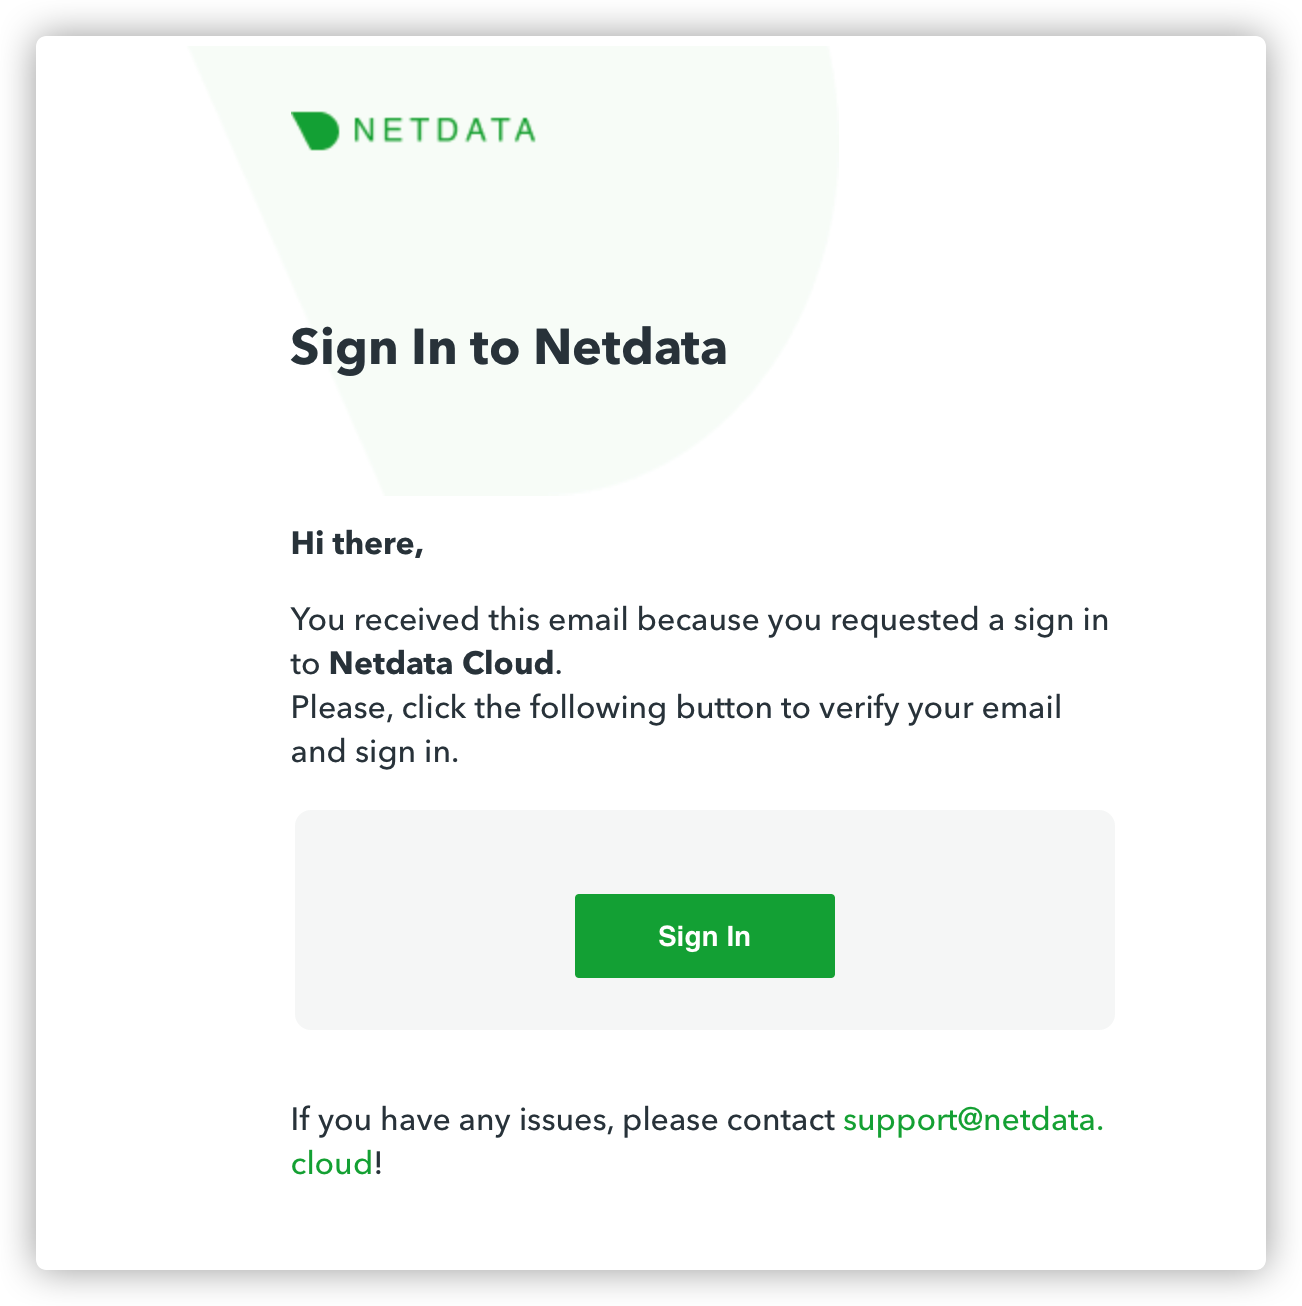 NETDATA
Sign In to Netdata
Hi there,
You received this email because you requested a sign in
to Netdata Cloud.
Please, click the following button to verify your email
and sign in.
Sign In
If you have any issues, please contact support@netdata.
cloud!